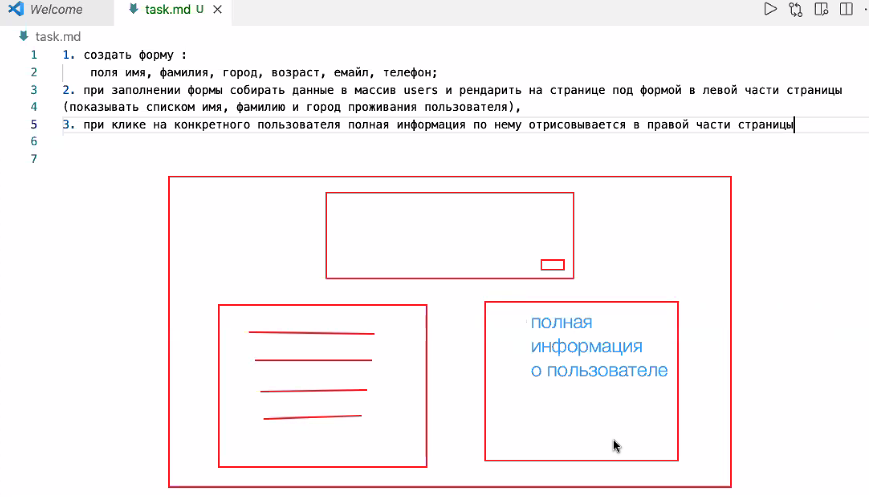 Welcome
task.md U
task.md
1 1. создать форму :
2 поля имя, фамилия, город, возраст, емайл, телефон;
3 2. при заполнении формы собирать данные в массив users и рендарить на странице под формой в левой части страницы
4 (показывать списком имя, фамилию и город проживания пользователя),
5 3. при клике на конкретного пользователя полная информация по нему отрисовывается в правой части страницы
6
7
полная
информация
о пользователе